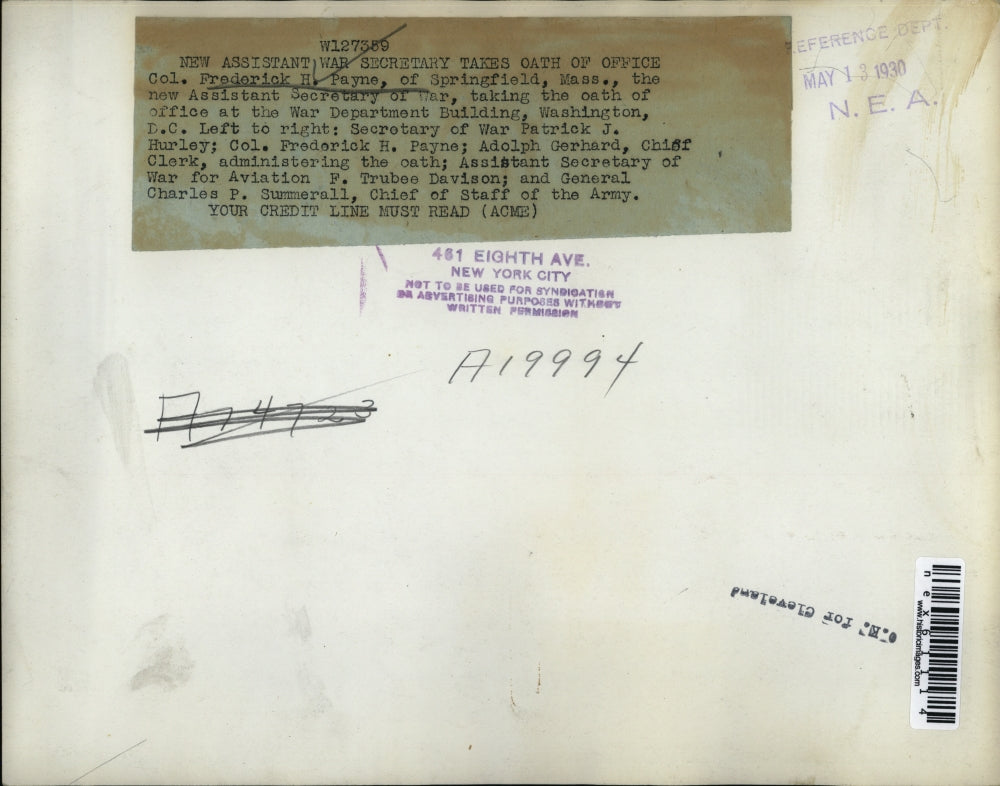 W127359
NEW ASSISTANT WAR SECRETARY TAKES OATH OF OFFICE
Col. Frederick H. Payne, of Springfield, Mass., the
new Assistant Secretary of War, taking the oath of
office at the War Department Building, Washington,
D.C. Left to right: Secretary of War Patrick J.
Hurley; Col. Frederick H. Payne; Adolph Gerhard, Chief
Clerk, administering the oath; Assistant Secretary of
War for Aviation F. Trubee Davison; and General
Charles P. Summerall, Chief of Staff of the Army.
YOUR CREDIT LINE MUST READ (ACME)
REFERENCE DEPT.
MAY 13 1930
N. E. A.
461 EIGHTH AVE.
NEW YORK CITY
NOT TO BE USED FOR SYNDICATION
OR ADVERTISING PURPOSES WITHOUT
WRITTEN PERMISSION
A19994
O.K. for Cleveland
nex61114
www.historicimages.com